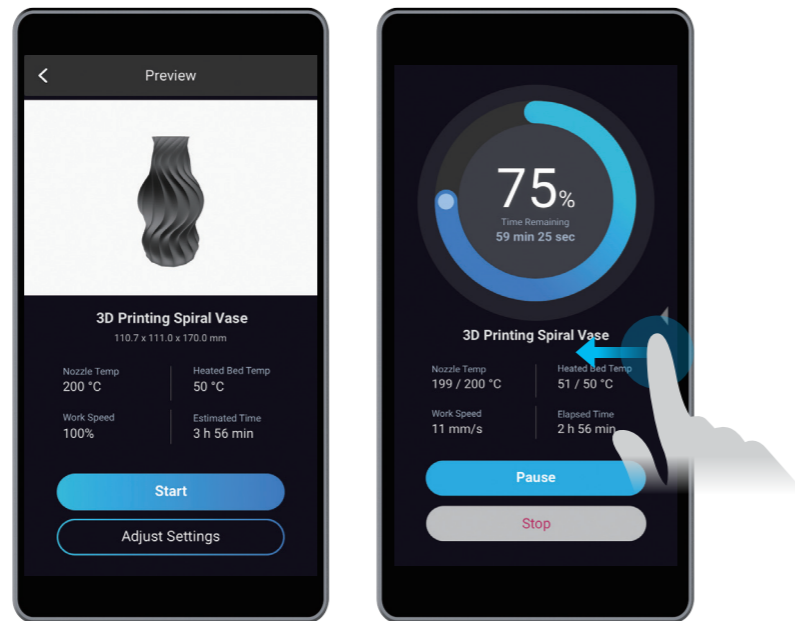 Preview
3D Printing Spiral Vase
110.7 x 111.0 x 170.0 mm
Nozzle Temp
200 °C
Heated Bed Temp
50 °C
Work Speed
100%
Estimated Time
3 h 56 min
Start
Adjust Settings
75%
Time Remaining
59 min 25 sec
3D Printing Spiral Vase
Nozzle Temp
199 / 200 °C
Heated Bed Temp
51 / 50 °C
Work Speed
11 mm/s
Elapsed Time
2 h 56 min
Pause
Stop